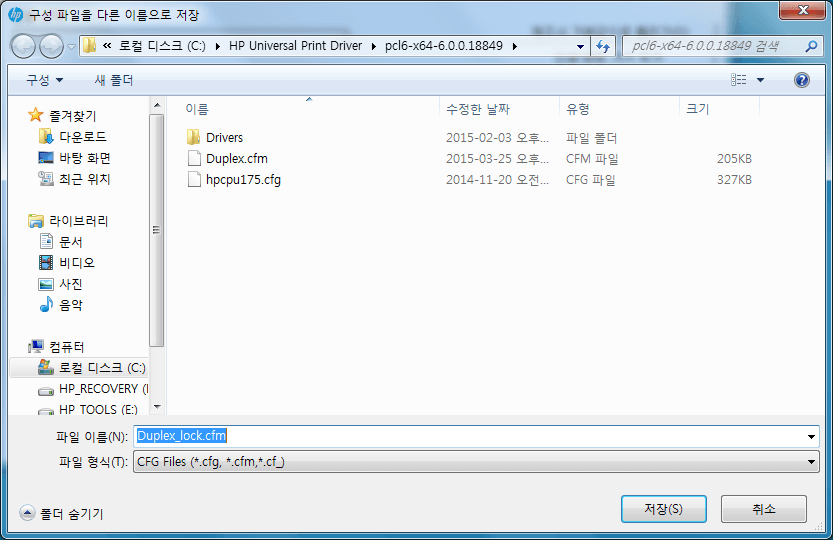 구성 파일을 다른 이름으로 저장
« 로컬 디스크 (C:) ▸ HP Universal Print Driver ▸ pcl6-x64-6.0.0.18849 ▸
pcl6-x64-6.0.0.18849 검색
구성 새 폴더
이름 수정한 날짜 유형 크기
즐겨찾기
다운로드
바탕 화면
최근 위치
라이브러리
문서
비디오
사진
음악
컴퓨터
로컬 디스크 (C:)
HP_RECOVERY (
HP_TOOLS (E:)
Drivers 2015-02-03 오후... 파일 폴더
Duplex.cfm 2015-03-25 오후... CFM 파일 205KB
hpcpu175.cfg 2014-11-20 오전... CFG 파일 327KB
파일 이름(N): Duplex_lock.cfm
파일 형식(T): CFG Files (*.cfg, *.cfm,*.cf_)
폴더 숨기기
저장(S) 취소